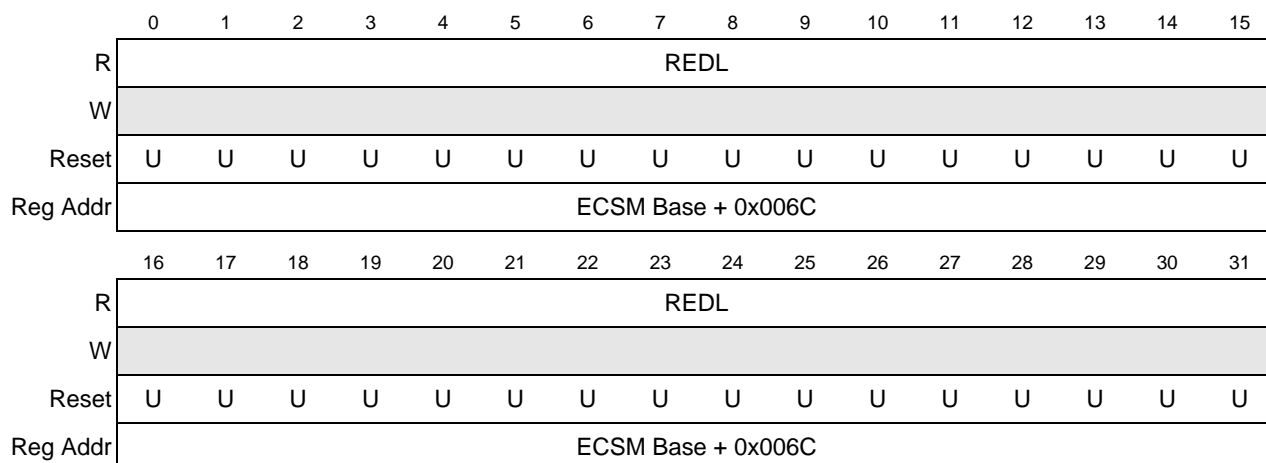 0 1 2 3 4 5 6 7 8 9 10 11 12 13 14 15
R REDL
W
Reset U U U U U U U U U U U U U U U U
Reg Addr ECSM Base + 0x006C
16 17 18 19 20 21 22 23 24 25 26 27 28 29 30 31
R REDL
W
Reset U U U U U U U U U U U U U U U U
Reg Addr ECSM Base + 0x006C